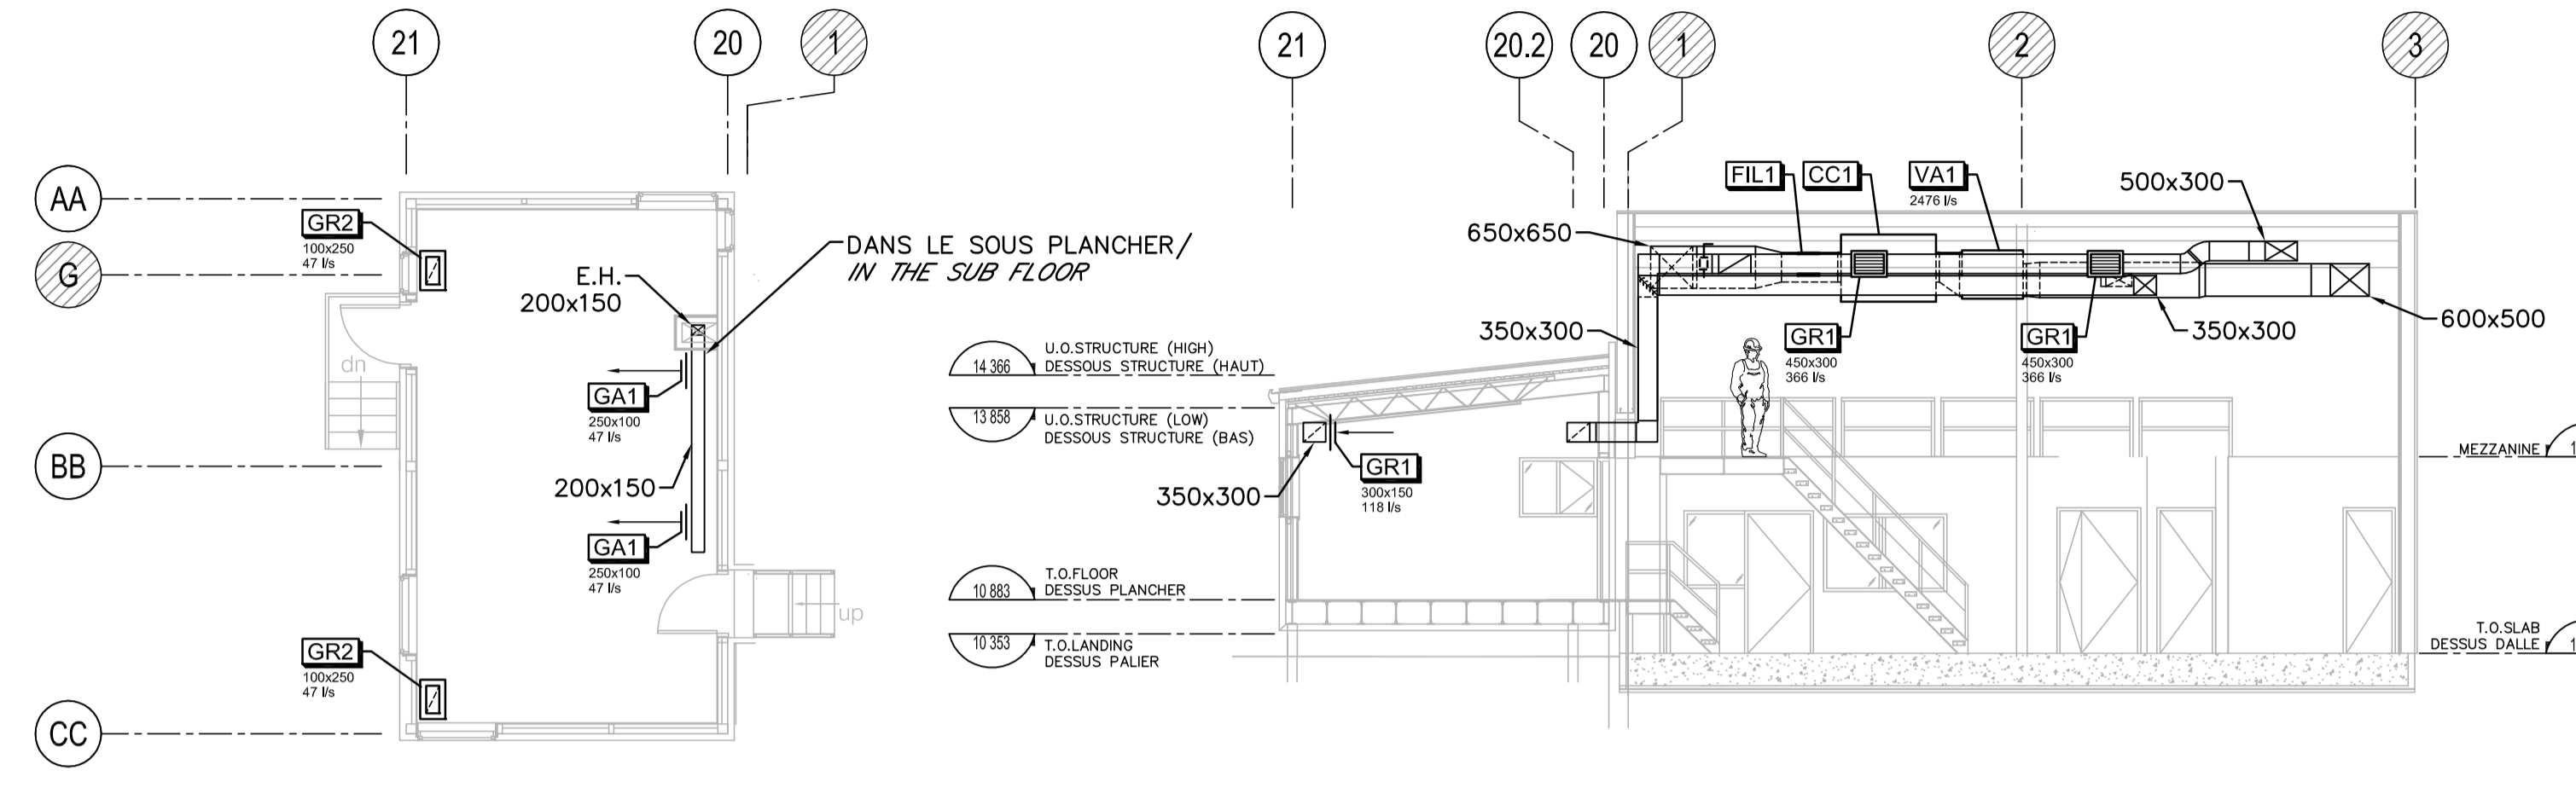 21
20
1
AA
G
BB
CC
GR2
100x250
47 l/s
E.H.
200x150
DANS LE SOUS PLANCHER/
IN THE SUB FLOOR
dn
GA1
250x100
47 l/s
200x150
GA1
250x100
47 l/s
up
GR2
100x250
47 l/s
21
20.2
20
1
2
3
FIL1
CC1
VA1
2476 l/s
500x300
650x650
350x300
GR1
450x300
366 l/s
GR1
450x300
366 l/s
350x300
600x500
14 366
U.O.STRUCTURE (HIGH)
DESSOUS STRUCTURE (HAUT)
13 858
U.O.STRUCTURE (LOW)
DESSOUS STRUCTURE (BAS)
350x300
GR1
300x150
118 l/s
MEZZANINE
1
10 883
T.O.FLOOR
DESSUS PLANCHER
10 353
T.O.LANDING
DESSUS PALIER
T.O.SLAB
DESSUS DALLE
1